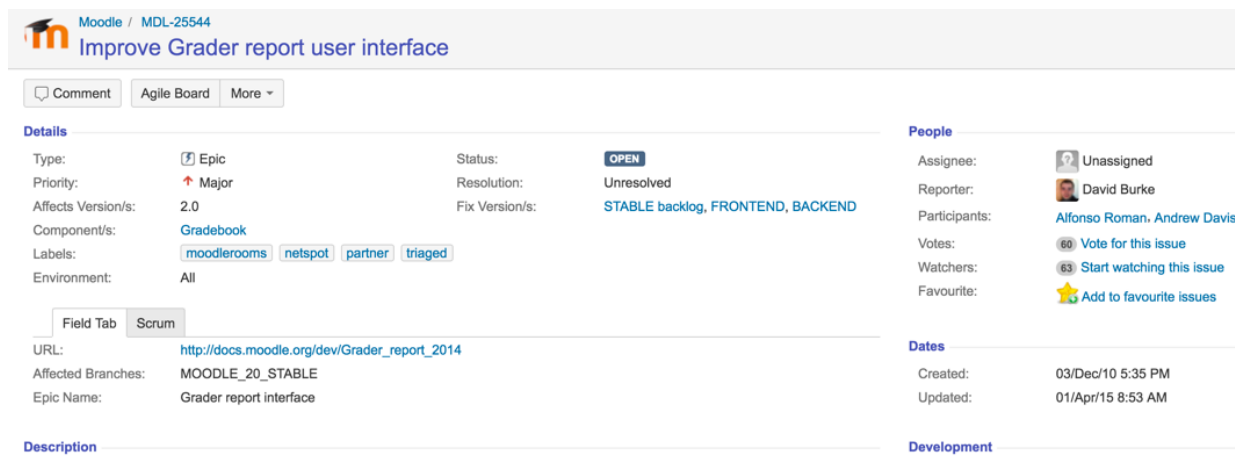 Moodle / MDL-25544
Improve Grader report user interface
Comment
Agile Board
More
Details
Type: Epic
Status: OPEN
Priority: Major
Resolution: Unresolved
Affects Version/s: 2.0
Fix Version/s: STABLE backlog, FRONTEND, BACKEND
Component/s: Gradebook
Labels: moodlerooms netspot partner triaged
Environment: All
Field Tab Scrum
URL: http://docs.moodle.org/dev/Grader_report_2014
Affected Branches: MOODLE_20_STABLE
Epic Name: Grader report interface
Description
People
Assignee: Unassigned
Reporter: David Burke
Participants: Alfonso Roman, Andrew Davis
Votes: 60 Vote for this issue
Watchers: 63 Start watching this issue
Favourite: Add to favourite issues
Dates
Created: 03/Dec/10 5:35 PM
Updated: 01/Apr/15 8:53 AM
Development